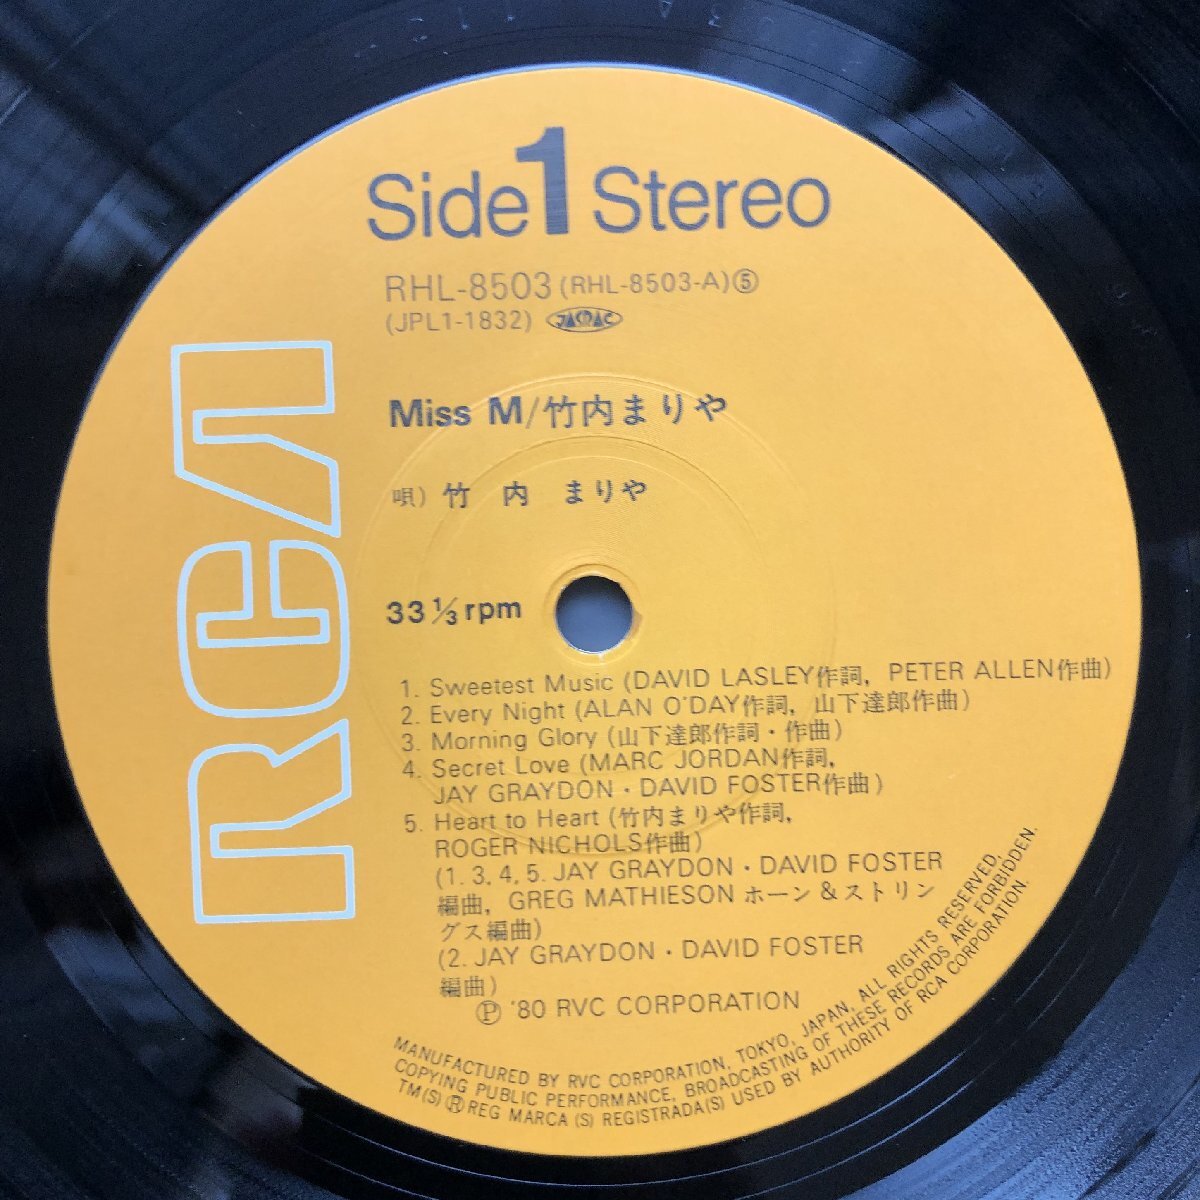 Side 1 Stereo
RHL-8503 (RHL-8503-A)⑤
(JPL1-1832) JASRAC
Miss M/竹内まりや
唄) 竹 内 まりや
RCA
33 1/3 rpm
1. Sweetest Music (DAVID LASLEY作詞, PETER ALLEN作曲)
2. Every Night (ALAN O'DAY作詞, 山下達郎作曲)
3. Morning Glory (山下達郎作詞・作曲)
4. Secret Love (MARC JORDAN作詞,
JAY GRAYDON・DAVID FOSTER作曲)
5. Heart to Heart (竹内まりや作詞,
ROGER NICHOLS作曲)
(1. 3, 4, 5. JAY GRAYDON・DAVID FOSTER
編曲, GREG MATHIESON ホーン&ストリン
グス編曲)
(2. JAY GRAYDON・DAVID FOSTER
編曲)
Ⓟ '80 RVC CORPORATION
MANUFACTURED BY RVC CORPORATION, TOKYO, JAPAN, ALL RIGHTS RESERVED,
COPYING PUBLIC PERFORMANCE, BROADCASTING OF THESE RECORDS ARE FORBIDDEN.
TM(S) ® REG MARCA (S) REGISTRADA(S) USED BY AUTHORITY OF RCA CORPORATION.